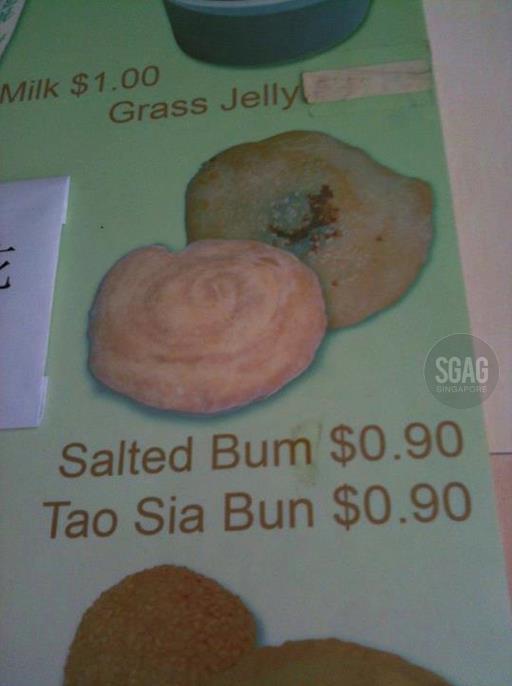 Milk $1.00
Grass Jelly
SGAG
SINGAPORE
Salted Bum $0.90
Tao Sia Bun $0.90